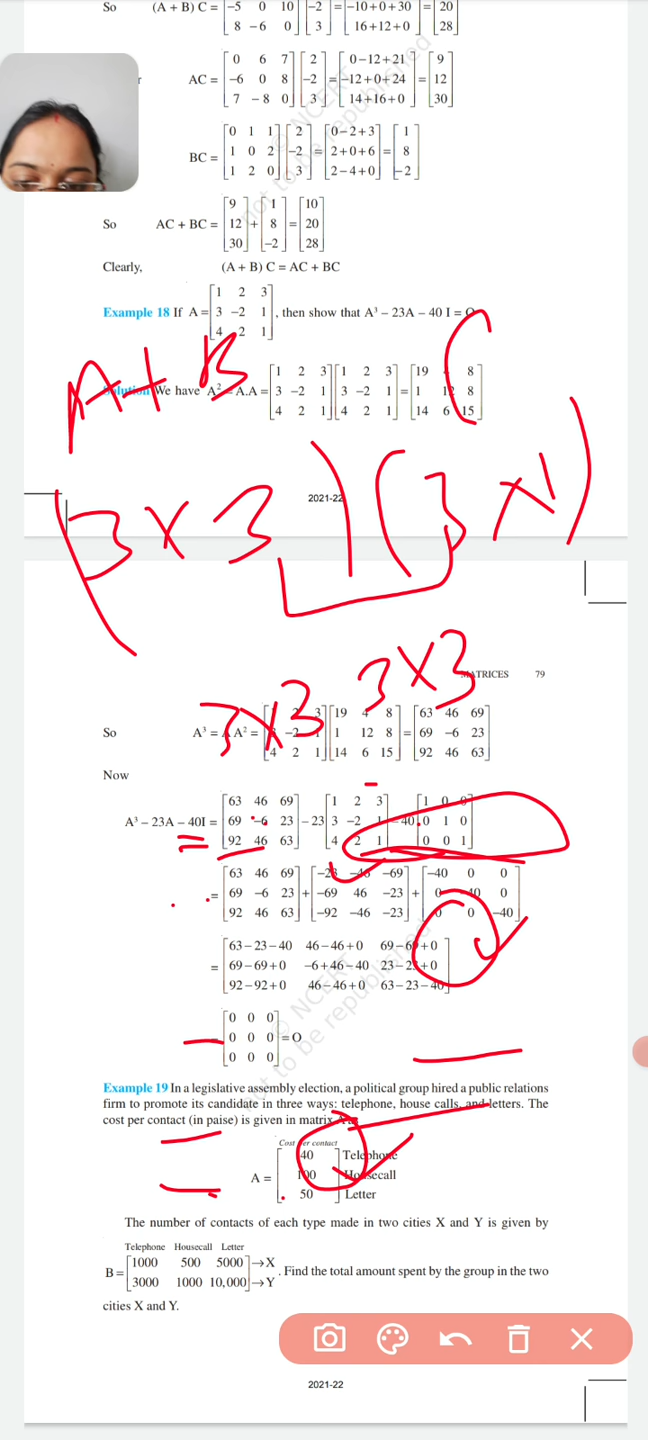 So (A + B) C = [−5 0 10] [−2] = [−10+0+30] = [20]
[8 −6 0] [3] [16+12+0] [28]
[0 6 7] [2] [0−12+21] [9]
AC = [−6 0 8] [−2] = [−12+0+24] = [12]
[7 −8 0] [3] [14+16+0] [30]
[0 1 1] [2] [0−2+3] [1]
BC = [1 0 2] [−2] = [2+0+6] = [8]
[1 2 0] [3] [2−4+0] [−2]
[9] [1] [10]
So AC + BC = [12] + [8] = [20]
[30] [−2] [28]
Clearly, (A + B) C = AC + BC
[1 2 3]
Example 18 If A = [3 −2 1], then show that A³ − 23A − 40 I = O
[4 2 1]
A + B
[1 2 3] [1 2 3] [19 8]
We have A² = A.A = [3 −2 1] [3 −2 1] = [1 12 8]
[4 2 1] [4 2 1] [14 6 15]
2021-22
(3 × 3) (3 ×
3 × 3
MATRICES 79
3 × 3
[3] [19 4 8] [63 46 69]
So A³ = A A² = [−2] [1 12 8] = [69 −6 23]
[4 2 1] [14 6 15] [92 46 63]
Now
[63 46 69] [1 2 3] [1 0 0]
A³ − 23A − 40I = [69 −6 23] − 23 [3 −2 1] − 40 [0 1 0]
[92 46 63] [4 2 1] [0 0 1]
[63 46 69] [−23 −46 −69] [−40 0 0]
= [69 −6 23] + [−69 46 −23] + [0 −40 0]
[92 46 63] [−92 −46 −23] [0 0 −40]
[63−23−40 46−46+0 69−69+0]
= [69−69+0 −6+46−40 23−23+0]
[92−92+0 46−46+0 63−23−40]
[0 0 0]
[0 0 0] = O
[0 0 0]
Example 19 In a legislative assembly election, a political group hired a public relations
firm to promote its candidate in three ways: telephone, house calls, and letters. The
cost per contact (in paise) is given in matrix A as
Cost per contact
[40] Telephone
A = [100] Housecall
[50] Letter
The number of contacts of each type made in two cities X and Y is given by
Telephone Housecall Letter
B = [1000 500 5000] → X
[3000 1000 10,000] → Y . Find the total amount spent by the group in the two
cities X and Y.
2021-22
© NCERT
not to be republished